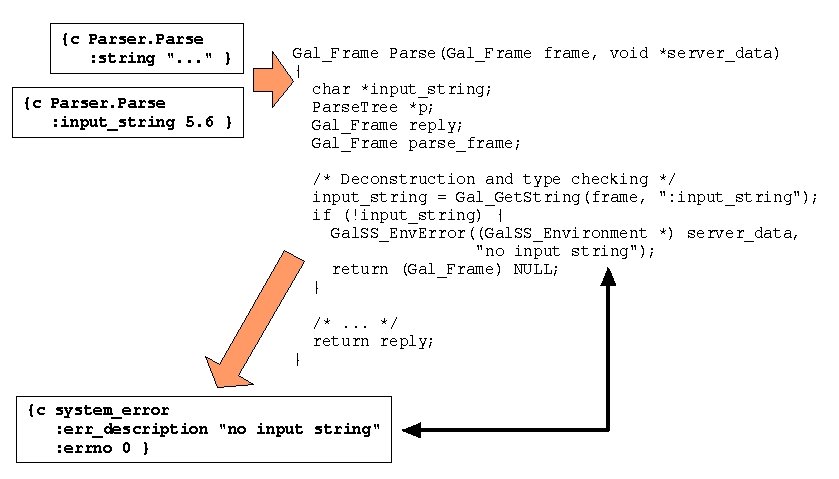 {c Parser.Parse
:string "..." }
{c Parser.Parse
:input_string 5.6 }
Gal_Frame Parse(Gal_Frame frame, void *server_data)
{
char *input_string;
ParseTree *p;
Gal_Frame reply;
Gal_Frame parse_frame;
/* Deconstruction and type checking */
input_string = Gal_GetString(frame, ":input_string");
if (!input_string) {
GalSS_EnvError((GalSS_Environment *) server_data,
"no input string");
return (Gal_Frame) NULL;
}
/* ... */
return reply;
}
{c system_error
:err_description "no input string"
:errno 0 }